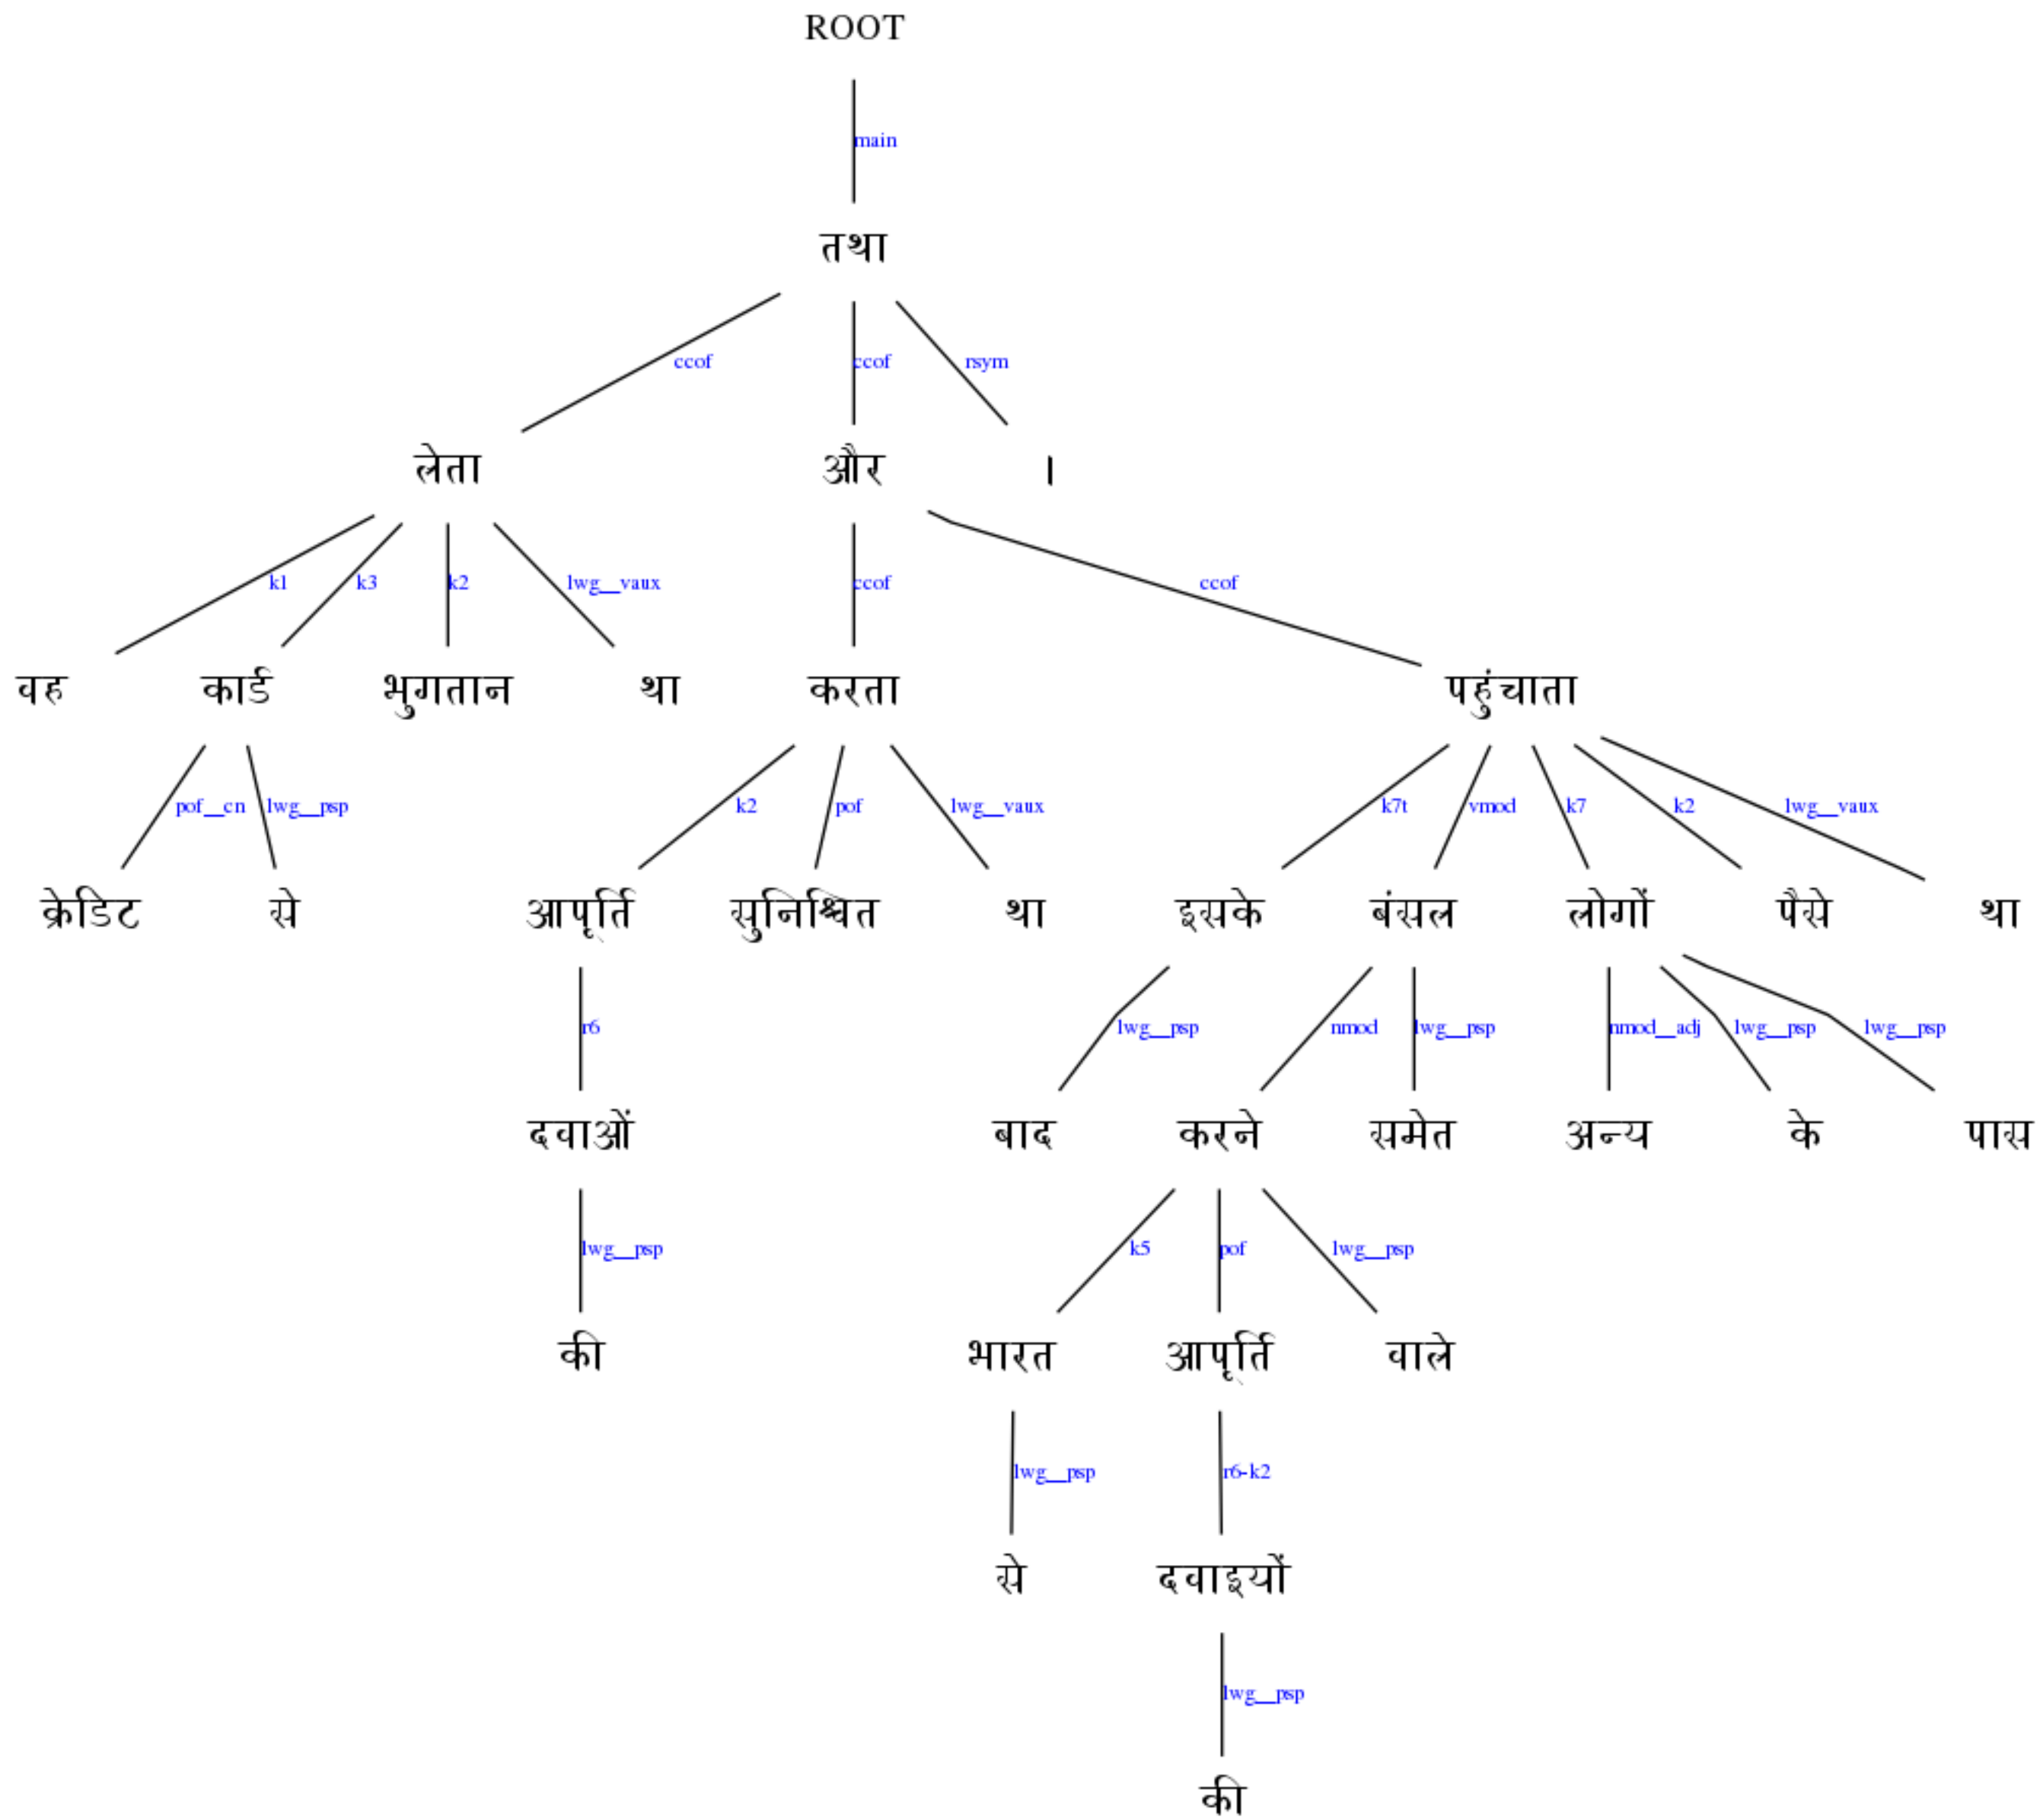 ROOT
main
तथा
ccof ccof rsym
लेता और ।
k1 k3 k2 lwg__vaux ccof ccof
वह कार्ड भुगतान था करता पहुंचाता
pof__cn lwg__psp k2 pof lwg__vaux k7t vmod k7 k2 lwg__vaux
क्रेडिट से आपूर्ति सुनिश्चित था इसके बंसल लोगों पैसे था
r6 lwg__psp nmod lwg__psp nmod__adj lwg__psp lwg__psp
दवाओं बाद करने समेत अन्य के पास
lwg__psp k5 pof lwg__psp
की भारत आपूर्ति वाले
lwg__psp r6-k2
से दवाइयों
lwg__psp
की